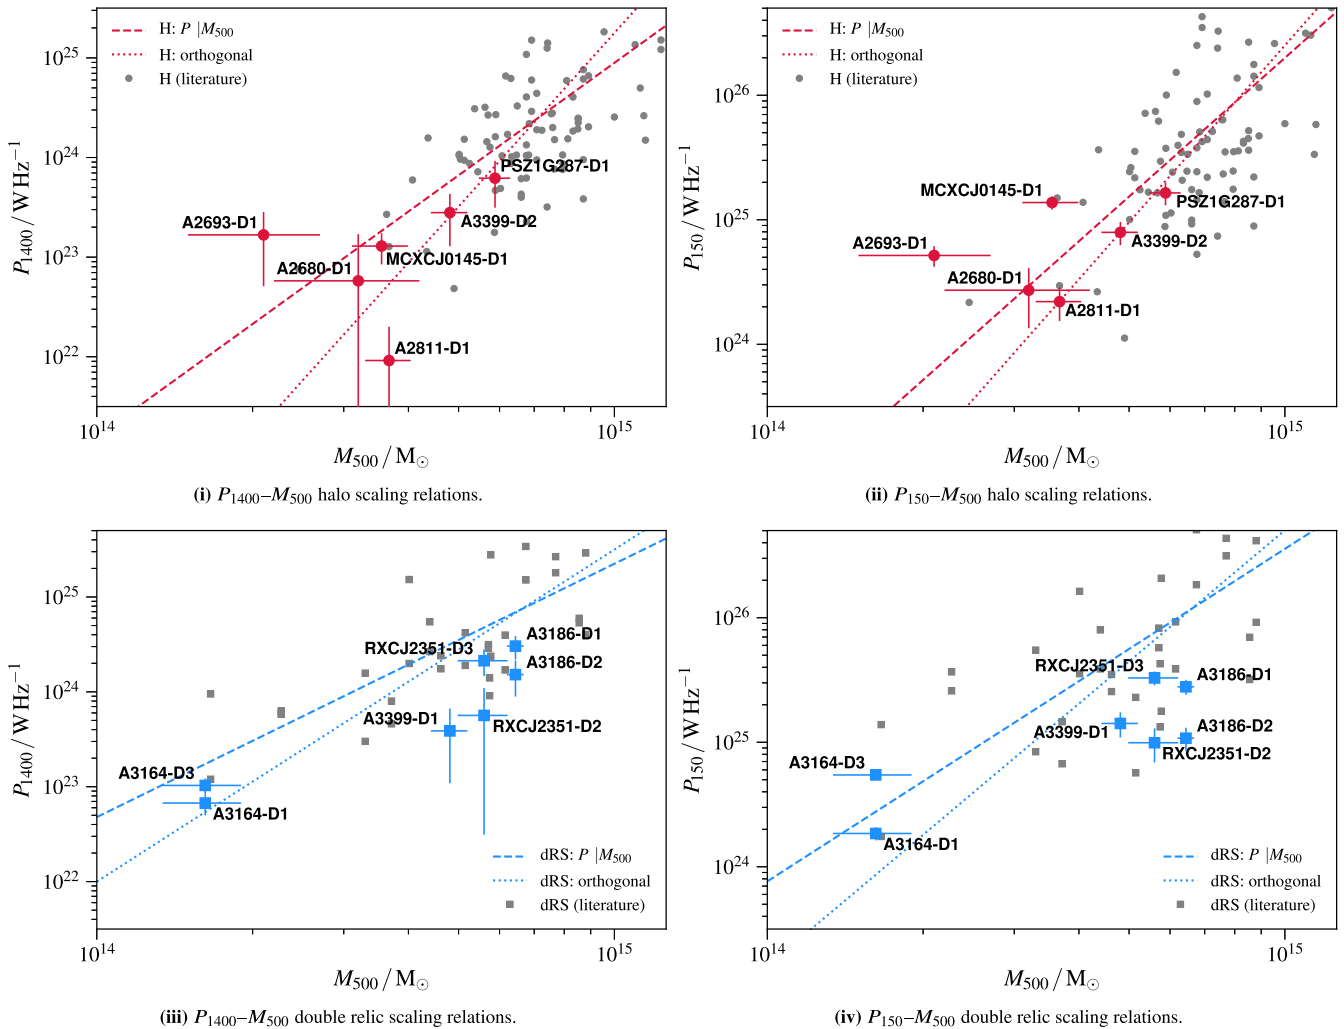 H: P |M500
H: orthogonal
H (literature)
10^25
10^24
10^23
10^22
P1400 / W Hz^−1
PSZ1G287-D1
A2693-D1
A3399-D2
MCXCJ0145-D1
A2680-D1
A2811-D1
10^14
10^15
M500 / M⊙
(i) P1400–M500 halo scaling relations.
H: P |M500
H: orthogonal
H (literature)
10^26
10^25
10^24
P150 / W Hz^−1
MCXCJ0145-D1
PSZ1G287-D1
A2693-D1
A3399-D2
A2680-D1
A2811-D1
10^14
10^15
M500 / M⊙
(ii) P150–M500 halo scaling relations.
10^25
10^24
10^23
10^22
P1400 / W Hz^−1
RXCJ2351-D3
A3186-D1
A3186-D2
A3399-D1
RXCJ2351-D2
A3164-D3
A3164-D1
dRS: P |M500
dRS: orthogonal
dRS (literature)
10^14
10^15
M500 / M⊙
(iii) P1400–M500 double relic scaling relations.
10^26
10^25
10^24
P150 / W Hz^−1
RXCJ2351-D3
A3186-D1
A3399-D1
A3186-D2
RXCJ2351-D2
A3164-D3
A3164-D1
dRS: P |M500
dRS: orthogonal
dRS (literature)
10^14
10^15
M500 / M⊙
(iv) P150–M500 double relic scaling relations.